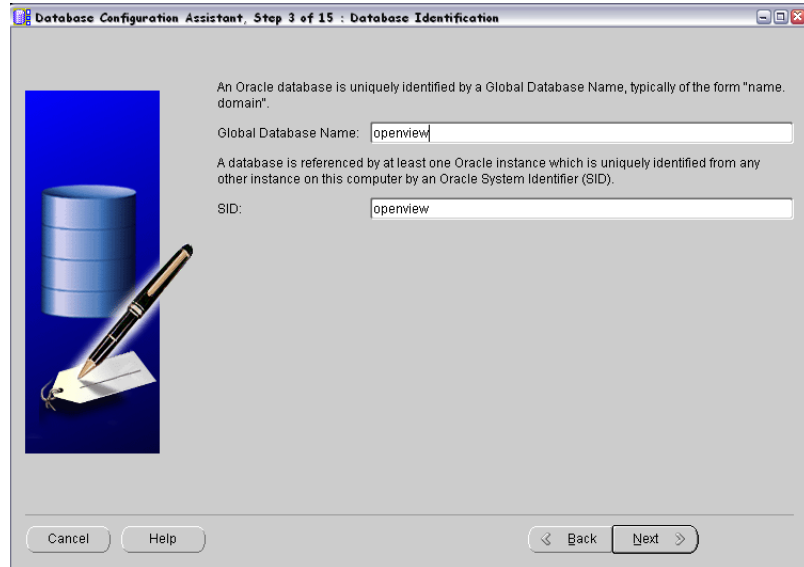 Database Configuration Assistant, Step 3 of 15 : Database Identification
An Oracle database is uniquely identified by a Global Database Name, typically of the form "name.
domain".
Global Database Name: openview
A database is referenced by at least one Oracle instance which is uniquely identified from any
other instance on this computer by an Oracle System Identifier (SID).
SID: openview
Cancel Help Back Next